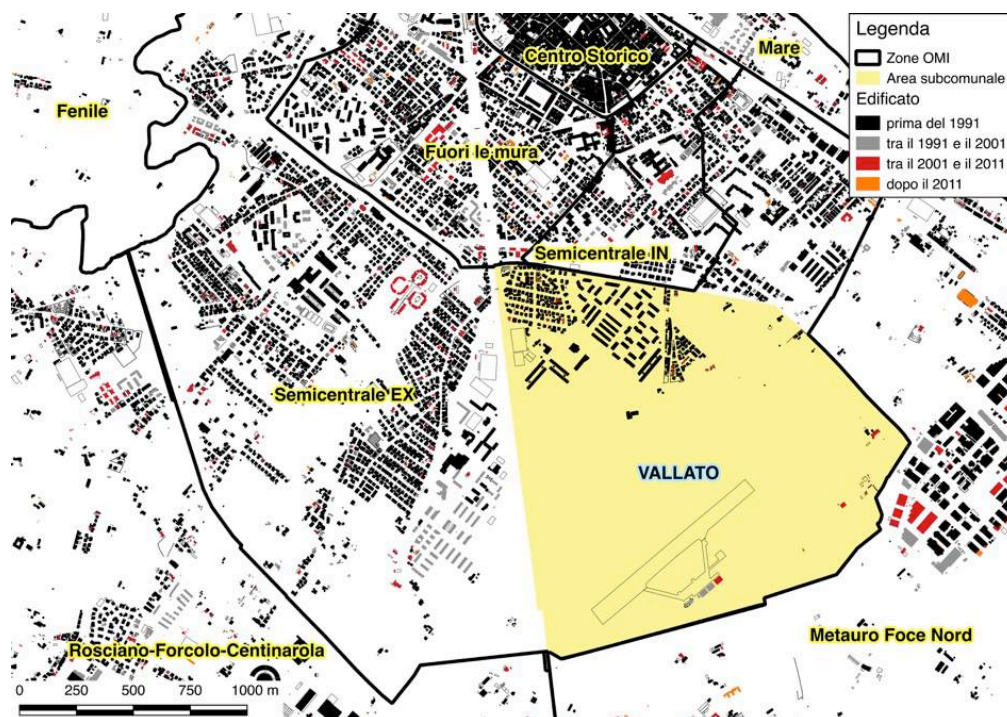 Centro Storico
Mare
Fenile
Fuori le mura
Semicentrale IN
Semicentrale EX
VALLATO
Rosciano-Forcolo-Centinarola
Metauro Foce Nord
0 250 500 750 1000 m
Legenda
Zone OMI
Area subcomunale
Edificato
prima del 1991
tra il 1991 e il 2001
tra il 2001 e il 2011
dopo il 2011